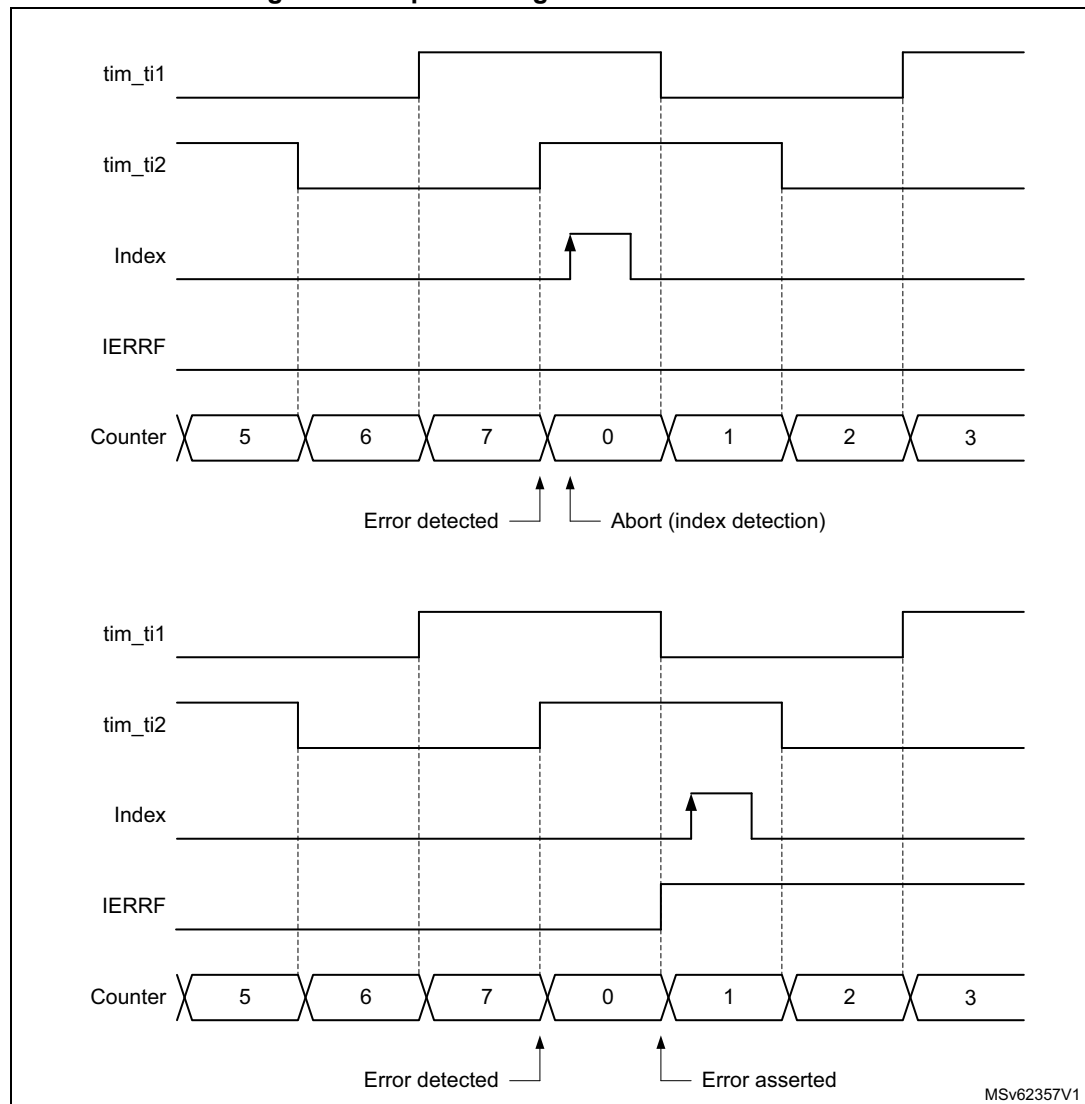 tim_ti1
tim_ti2
Index
IERRF
Counter 5 6 7 0 1 2 3
Error detected Abort (index detection)
tim_ti1
tim_ti2
Index
IERRF
Counter 5 6 7 0 1 2 3
Error detected Error asserted
MSv62357V1